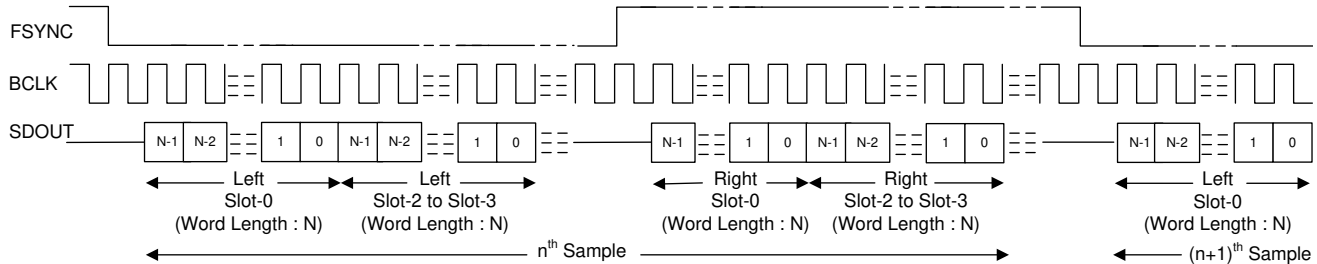 FSYNC
BCLK
SDOUT
N-1 N-2 1 0 N-1 N-2 1 0 N-1 1 0 N-1 N-2 1 0 N-1 N-2 1 0
Left Left Right Right Left
Slot-0 Slot-2 to Slot-3 Slot-0 Slot-2 to Slot-3 Slot-0
(Word Length : N) (Word Length : N) (Word Length : N) (Word Length : N) (Word Length : N)
nth Sample (n+1)th Sample